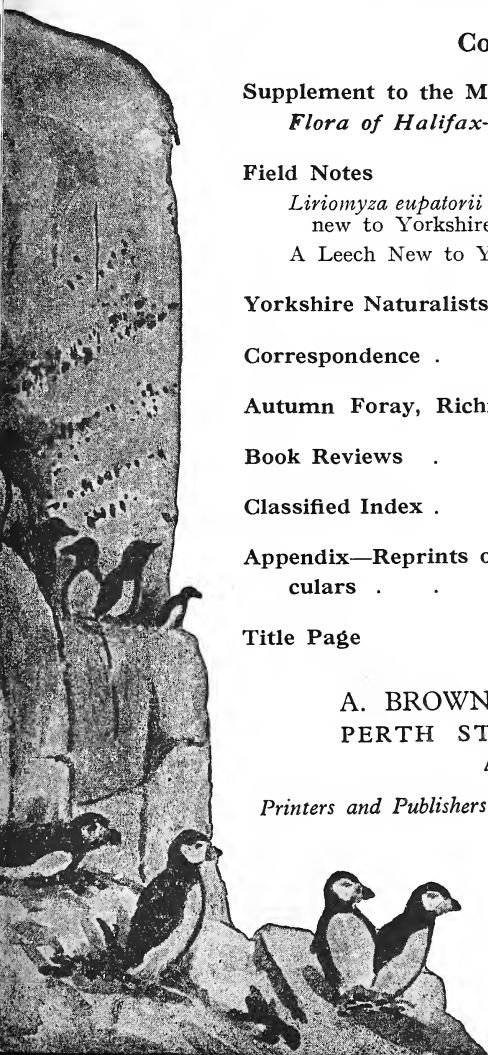 Co
Supplement to the M
Flora of Halifax-
Field Notes
Liriomyza eupatorii
new to Yorkshire
A Leech New to Y
Yorkshire Naturalists
Correspondence .
Autumn Foray, Rich
Book Reviews .
Classified Index .
Appendix—Reprints o
culars . .
Title Page
A. BROWN
PERTH ST
Printers and Publishers